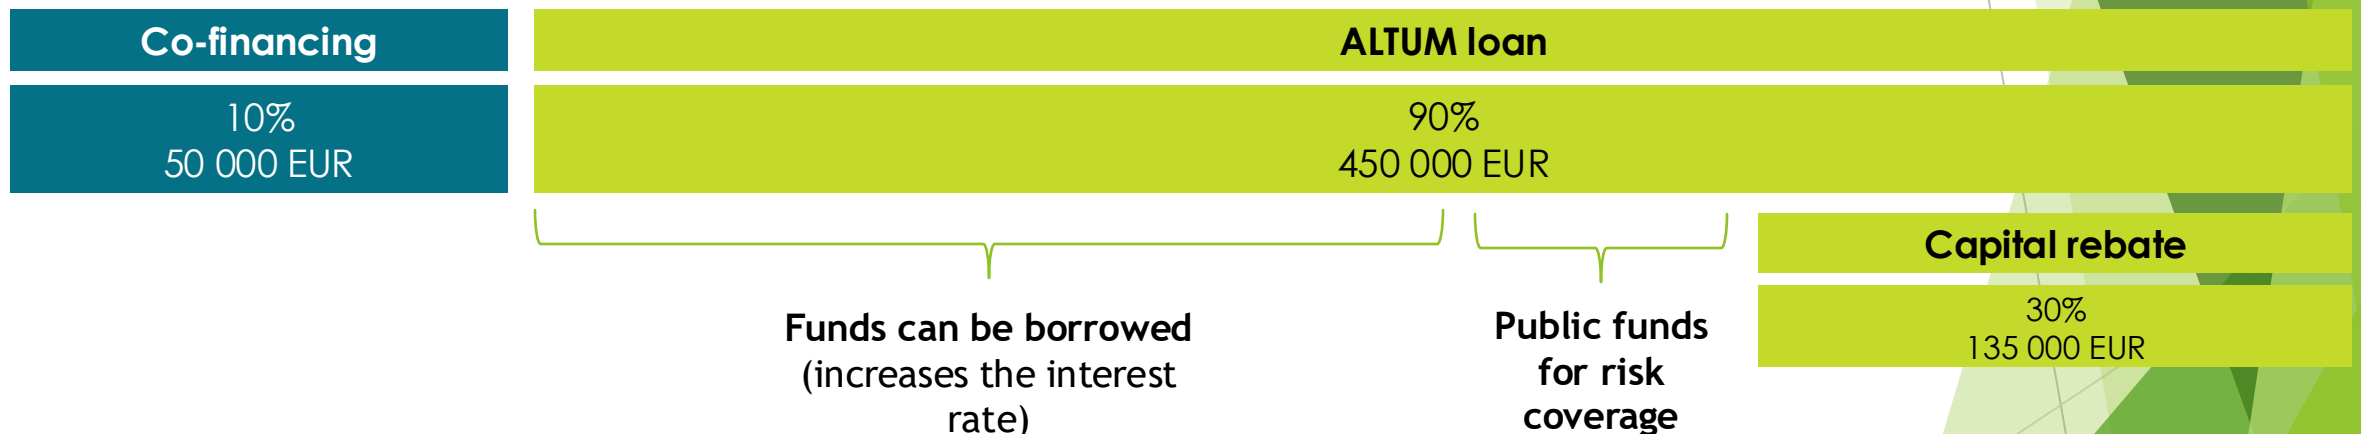 Co-financing
ALTUM loan
10%
50 000 EUR
90%
450 000 EUR
Capital rebate
30%
135 000 EUR
Funds can be borrowed
(increases the interest
rate)
Public funds
for risk
coverage